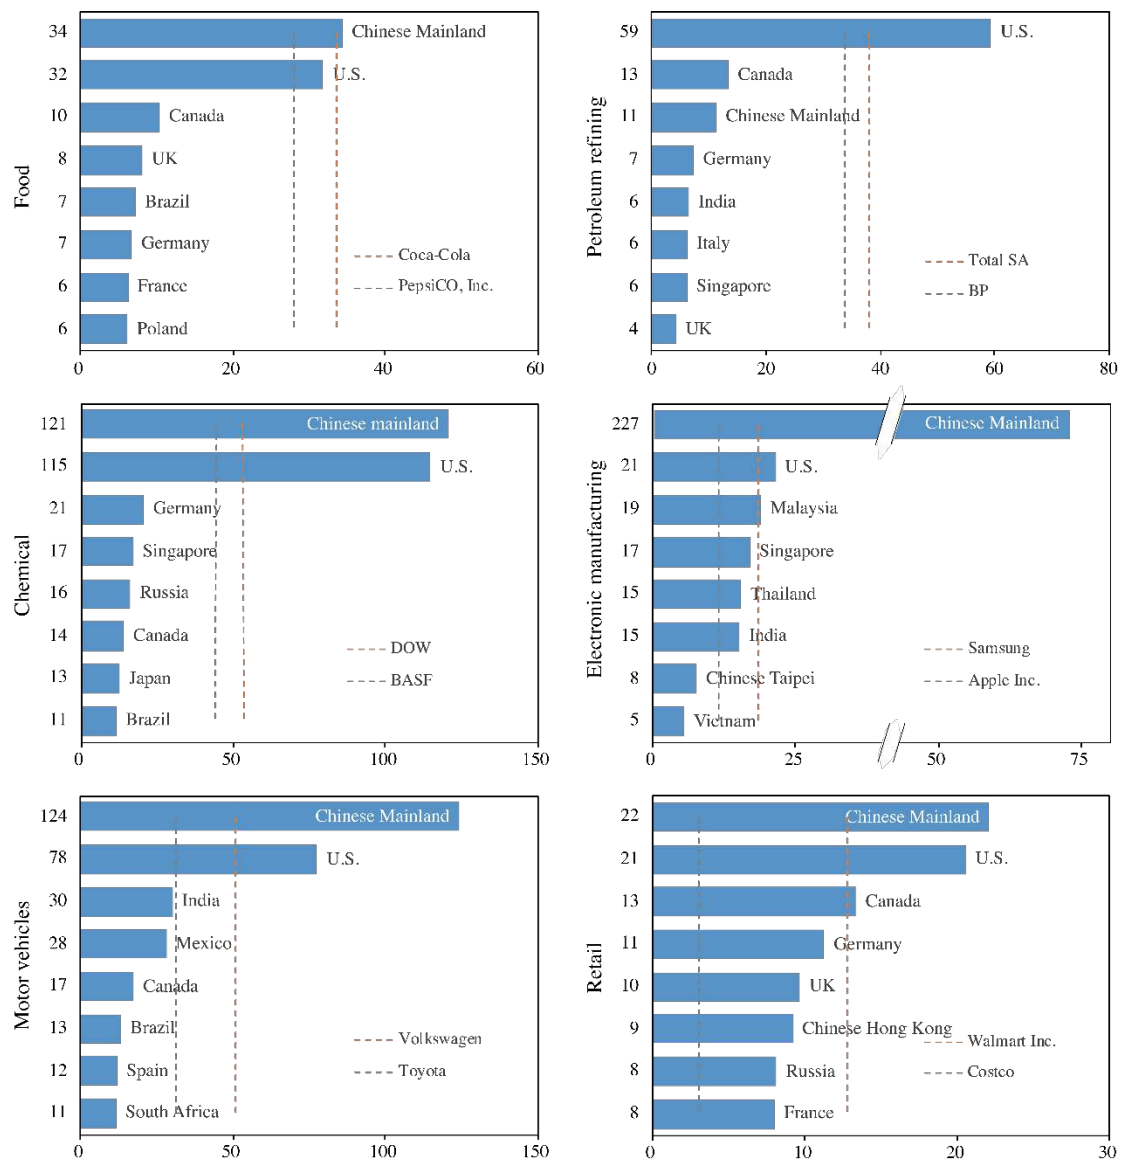 Food
34 Chinese Mainland
32 U.S.
10 Canada
8 UK
7 Brazil
7 Germany
6 France
6 Poland
Coca-Cola
PepsiCO, Inc.
0 20 40 60
Petroleum refining
59 U.S.
13 Canada
11 Chinese Mainland
7 Germany
6 India
6 Italy
6 Singapore
4 UK
Total SA
BP
0 20 40 60 80
Chemical
121 Chinese mainland
115 U.S.
21 Germany
17 Singapore
16 Russia
14 Canada
13 Japan
11 Brazil
DOW
BASF
0 50 100 150
Electronic manufacturing
227 Chinese Mainland
21 U.S.
19 Malaysia
17 Singapore
15 Thailand
15 India
8 Chinese Taipei
5 Vietnam
Samsung
Apple Inc.
0 25 50 75
Motor vehicles
124 Chinese Mainland
78 U.S.
30 India
28 Mexico
17 Canada
13 Brazil
12 Spain
11 South Africa
Volkswagen
Toyota
0 50 100 150
Retail
22 Chinese Mainland
21 U.S.
13 Canada
11 Germany
10 UK
9 Chinese Hong Kong
8 Russia
8 France
Walmart Inc.
Costco
0 10 20 30